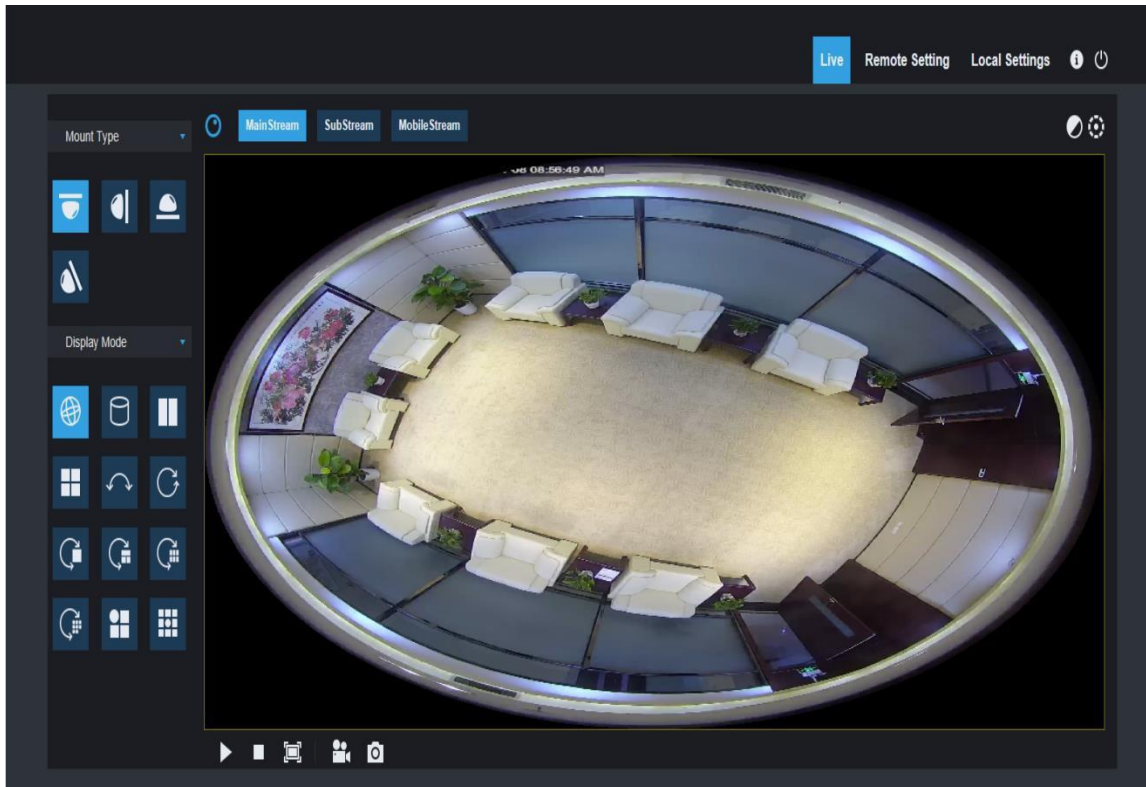 Live Remote Setting Local Settings
Mount Type
MainStream SubStream MobileStream
08:56:49 AM
Display Mode